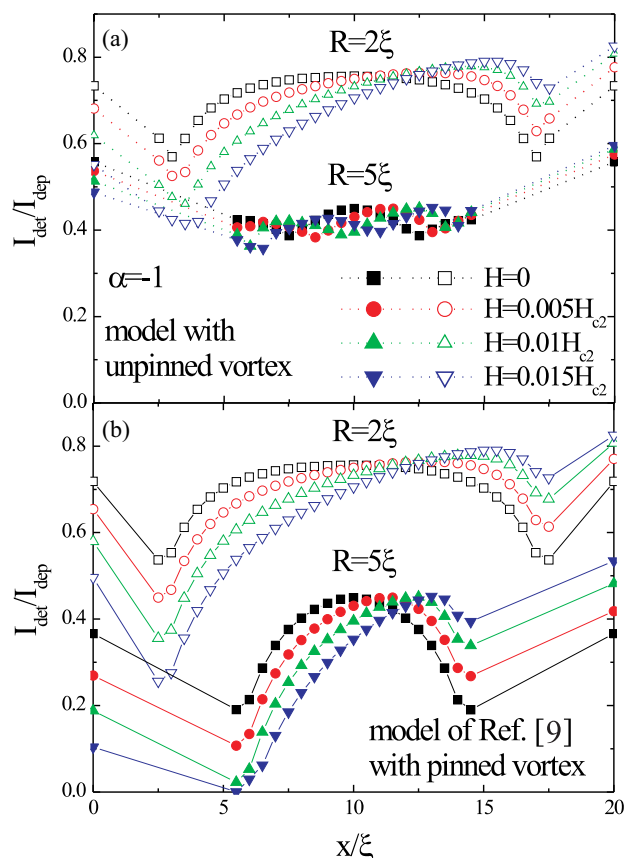 (a)
R=2ξ
R=5ξ
α=-1
model with
unpinned vortex
H=0
H=0.005H_c2
H=0.01H_c2
H=0.015H_c2
I_det/I_dep
0.8
0.6
0.4
0.2
0.0
(b)
R=2ξ
R=5ξ
model of Ref. [9]
with pinned vortex
I_det/I_dep
0.8
0.6
0.4
0.2
0.0
0 5 10 15 20
x/ξ